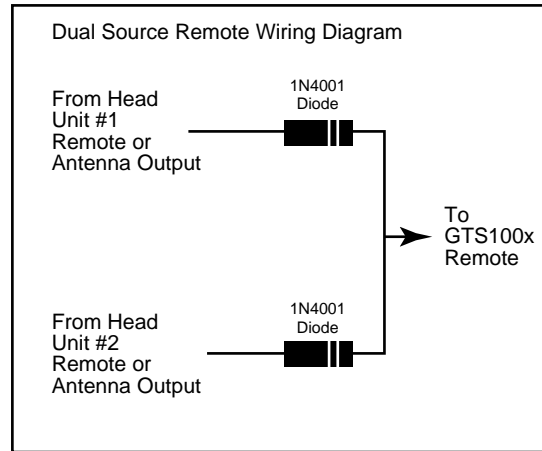 Dual Source Remote Wiring Diagram
1N4001
Diode
From Head
Unit #1
Remote or
Antenna Output
To
GTS100x
Remote
1N4001
Diode
From Head
Unit #2
Remote or
Antenna Output